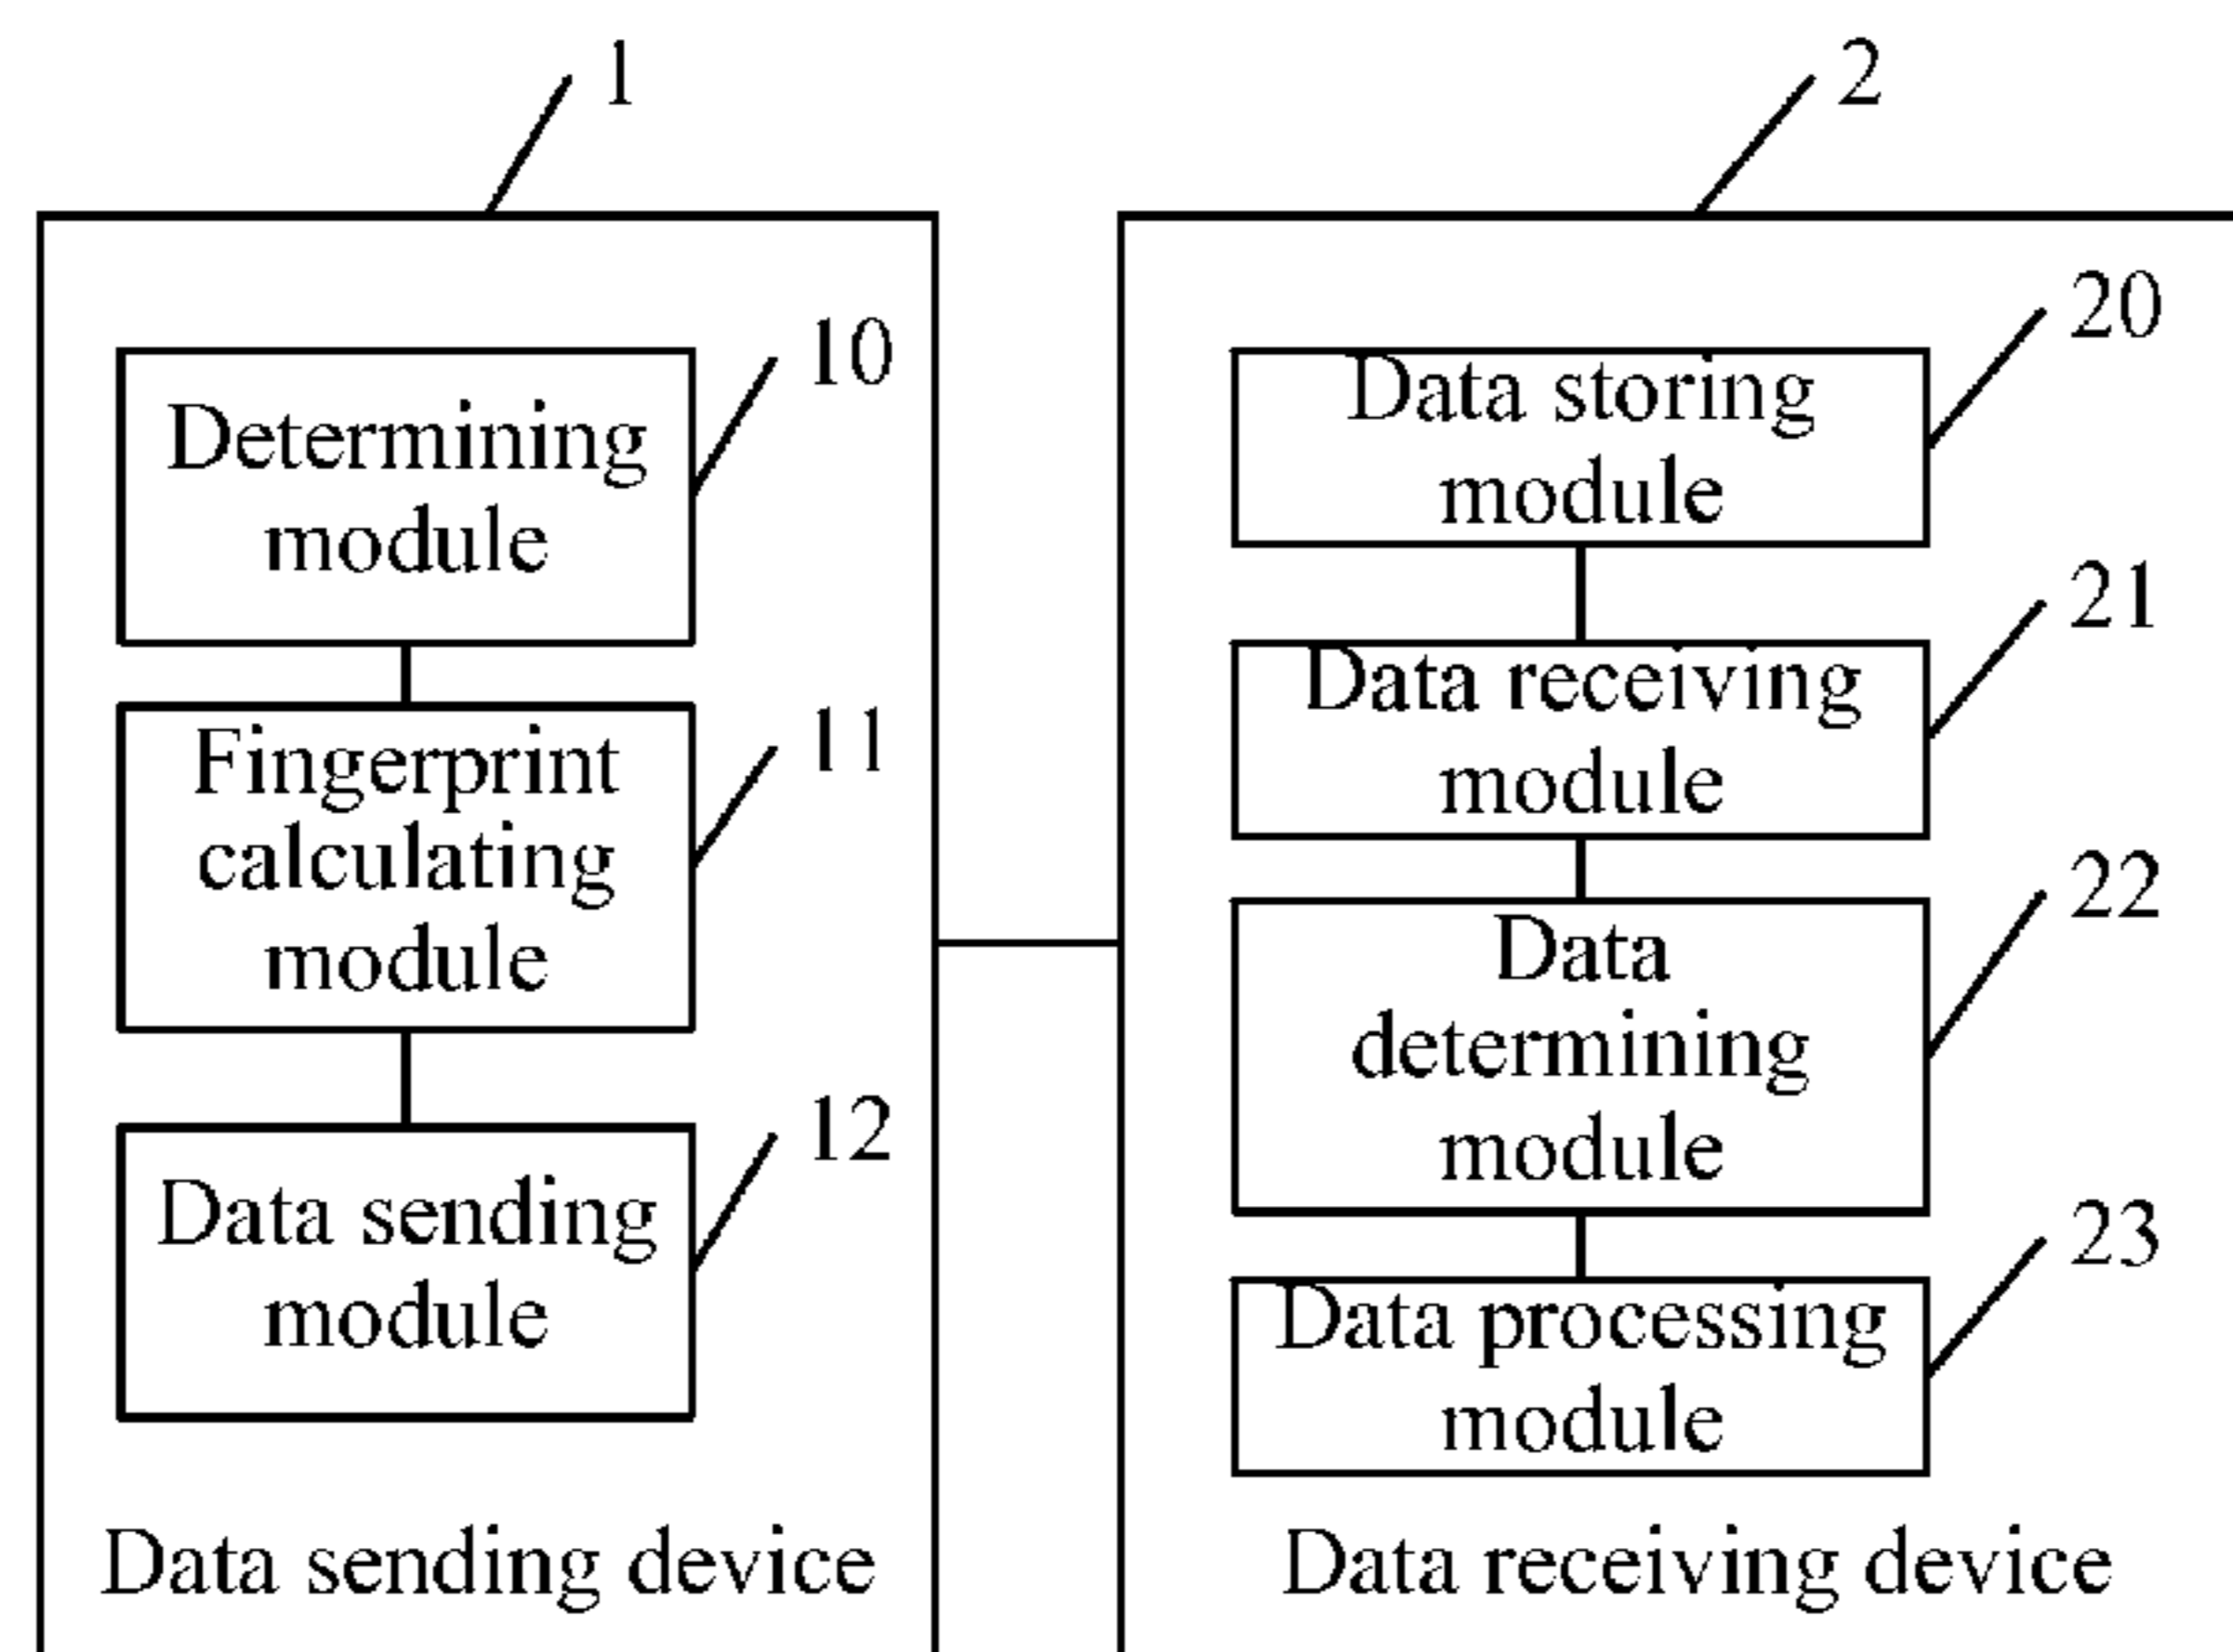 1
10
Determining
module
11
Fingerprint
calculating
module
12
Data sending
module
Data sending device
2
20
Data storing
module
21
Data receiving
module
22
Data
determining
module
23
Data processing
module
Data receiving device